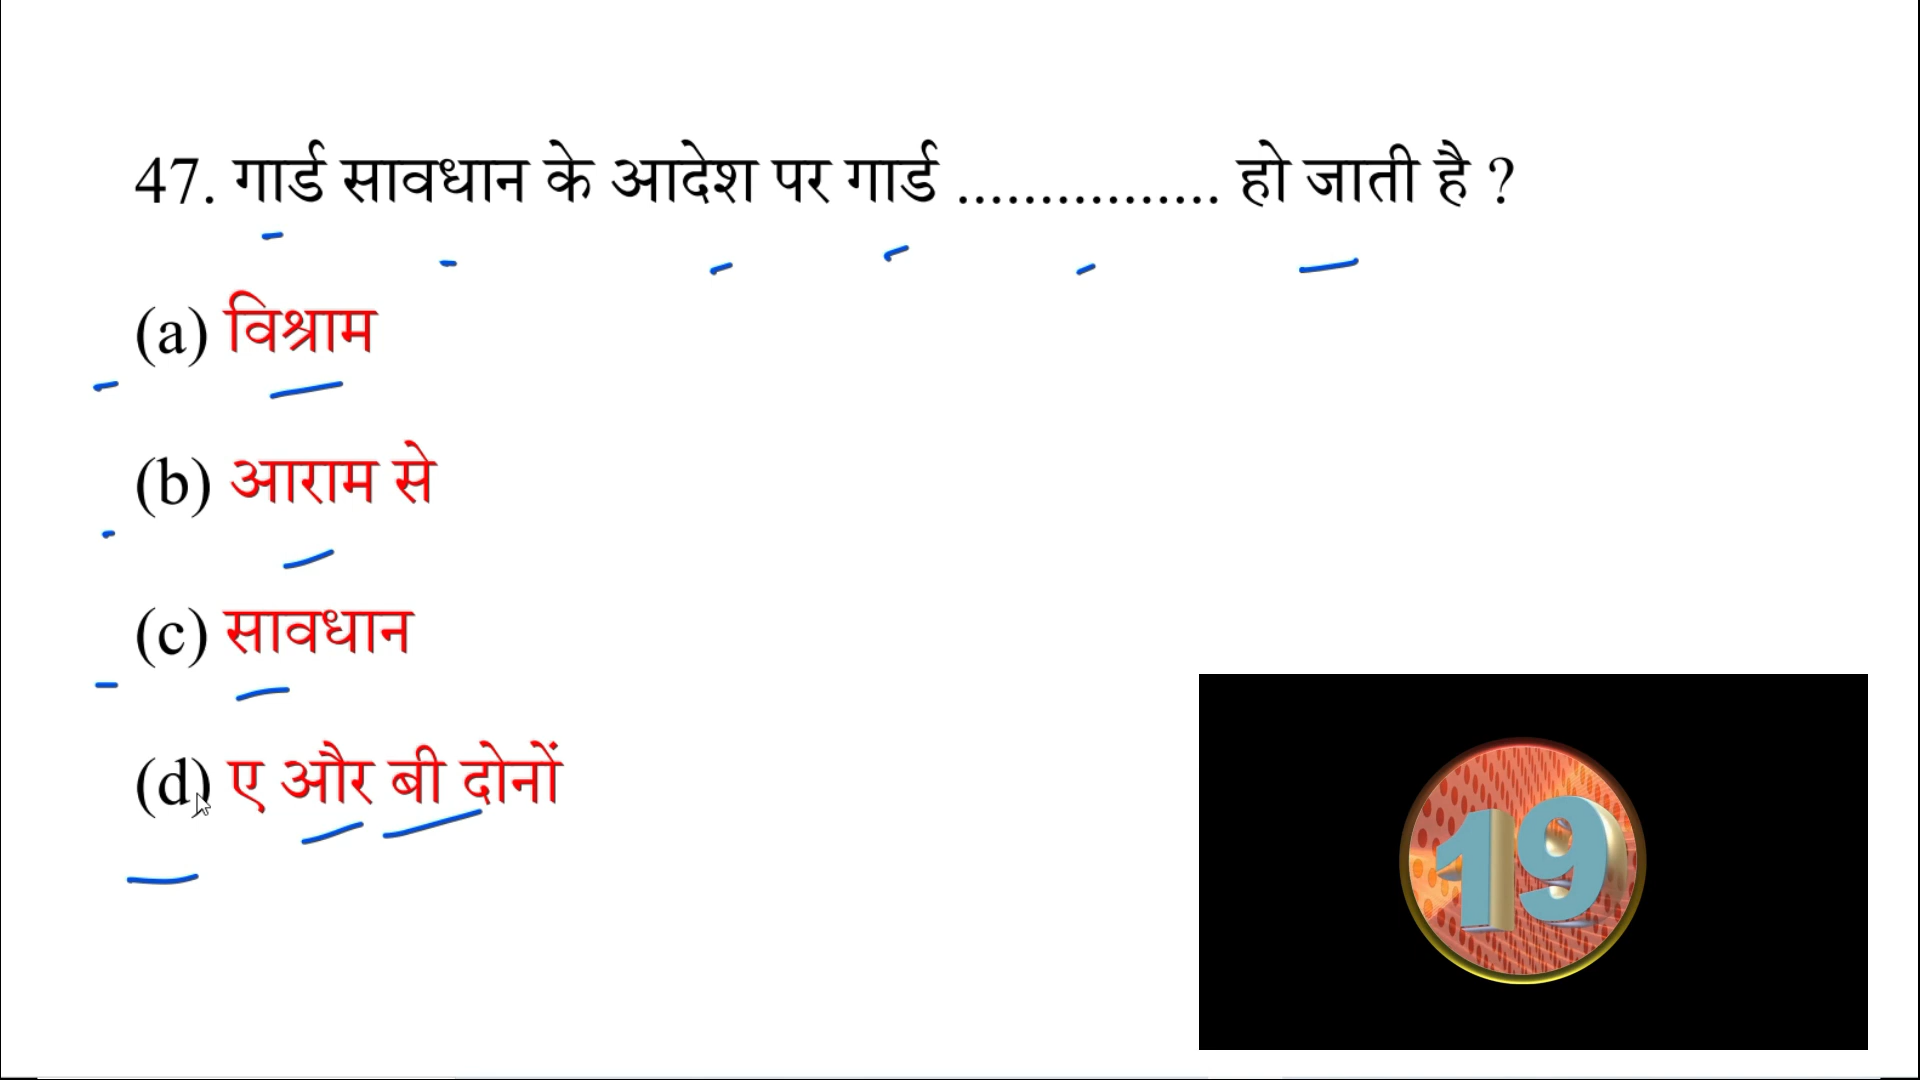 47. गार्ड सावधान के आदेश पर गार्ड ................ हो जाती है ?
(a) विश्राम
(b) आराम से
(c) सावधान
(d) ए और बी दोनों
19